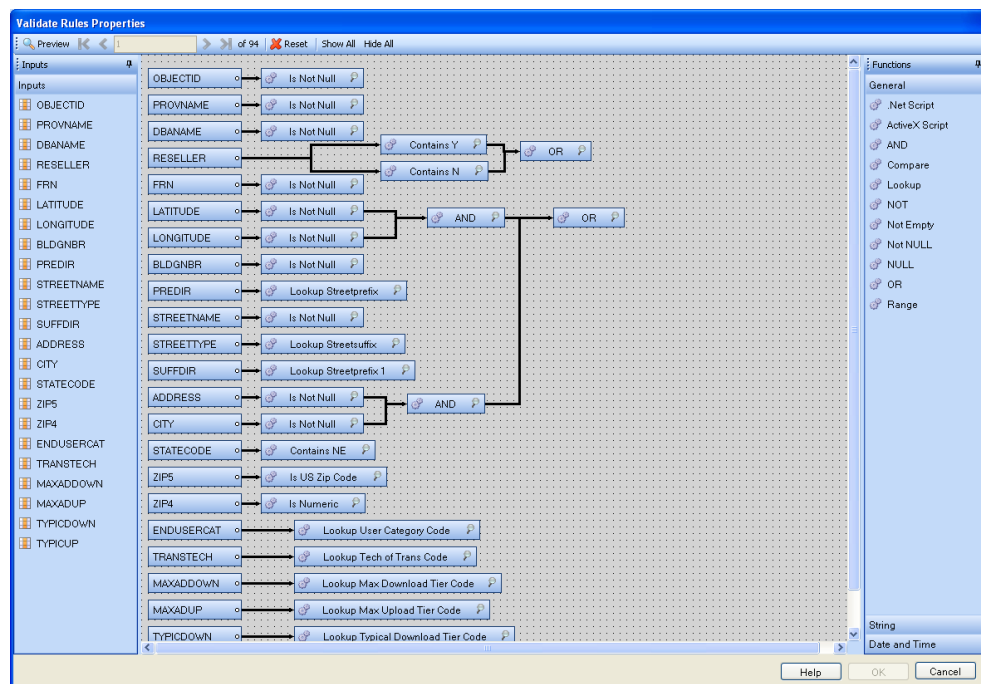 Validate Rules Properties
Preview 1 of 94 Reset Show All Hide All
Inputs
Inputs
OBJECTID
PROVNAME
DBANAME
RESELLER
FRN
LATITUDE
LONGITUDE
BLDGNBR
PREDIR
STREETNAME
STREETTYPE
SUFFDIR
ADDRESS
CITY
STATECODE
ZIP5
ZIP4
ENDUSERCAT
TRANSTECH
MAXADDOWN
MAXADUP
TYPICDOWN
TYPICUP
OBJECTID Is Not Null
PROVNAME Is Not Null
DBANAME Is Not Null
Contains Y
RESELLER OR
Contains N
FRN Is Not Null
LATITUDE Is Not Null AND OR
LONGITUDE Is Not Null
BLDGNBR Is Not Null
PREDIR Lookup Streetprefix
STREETNAME Is Not Null
STREETTYPE Lookup Streetsuffix
SUFFDIR Lookup Streetprefix 1
ADDRESS Is Not Null AND
CITY Is Not Null
STATECODE Contains NE
ZIP5 Is US Zip Code
ZIP4 Is Numeric
ENDUSERCAT Lookup User Category Code
TRANSTECH Lookup Tech of Trans Code
MAXADDOWN Lookup Max Download Tier Code
MAXADUP Lookup Max Upload Tier Code
TYPICDOWN Lookup Typical Download Tier Code
Functions
General
.Net Script
ActiveX Script
AND
Compare
Lookup
NOT
Not Empty
Not NULL
NULL
OR
Range
String
Date and Time
Help OK Cancel